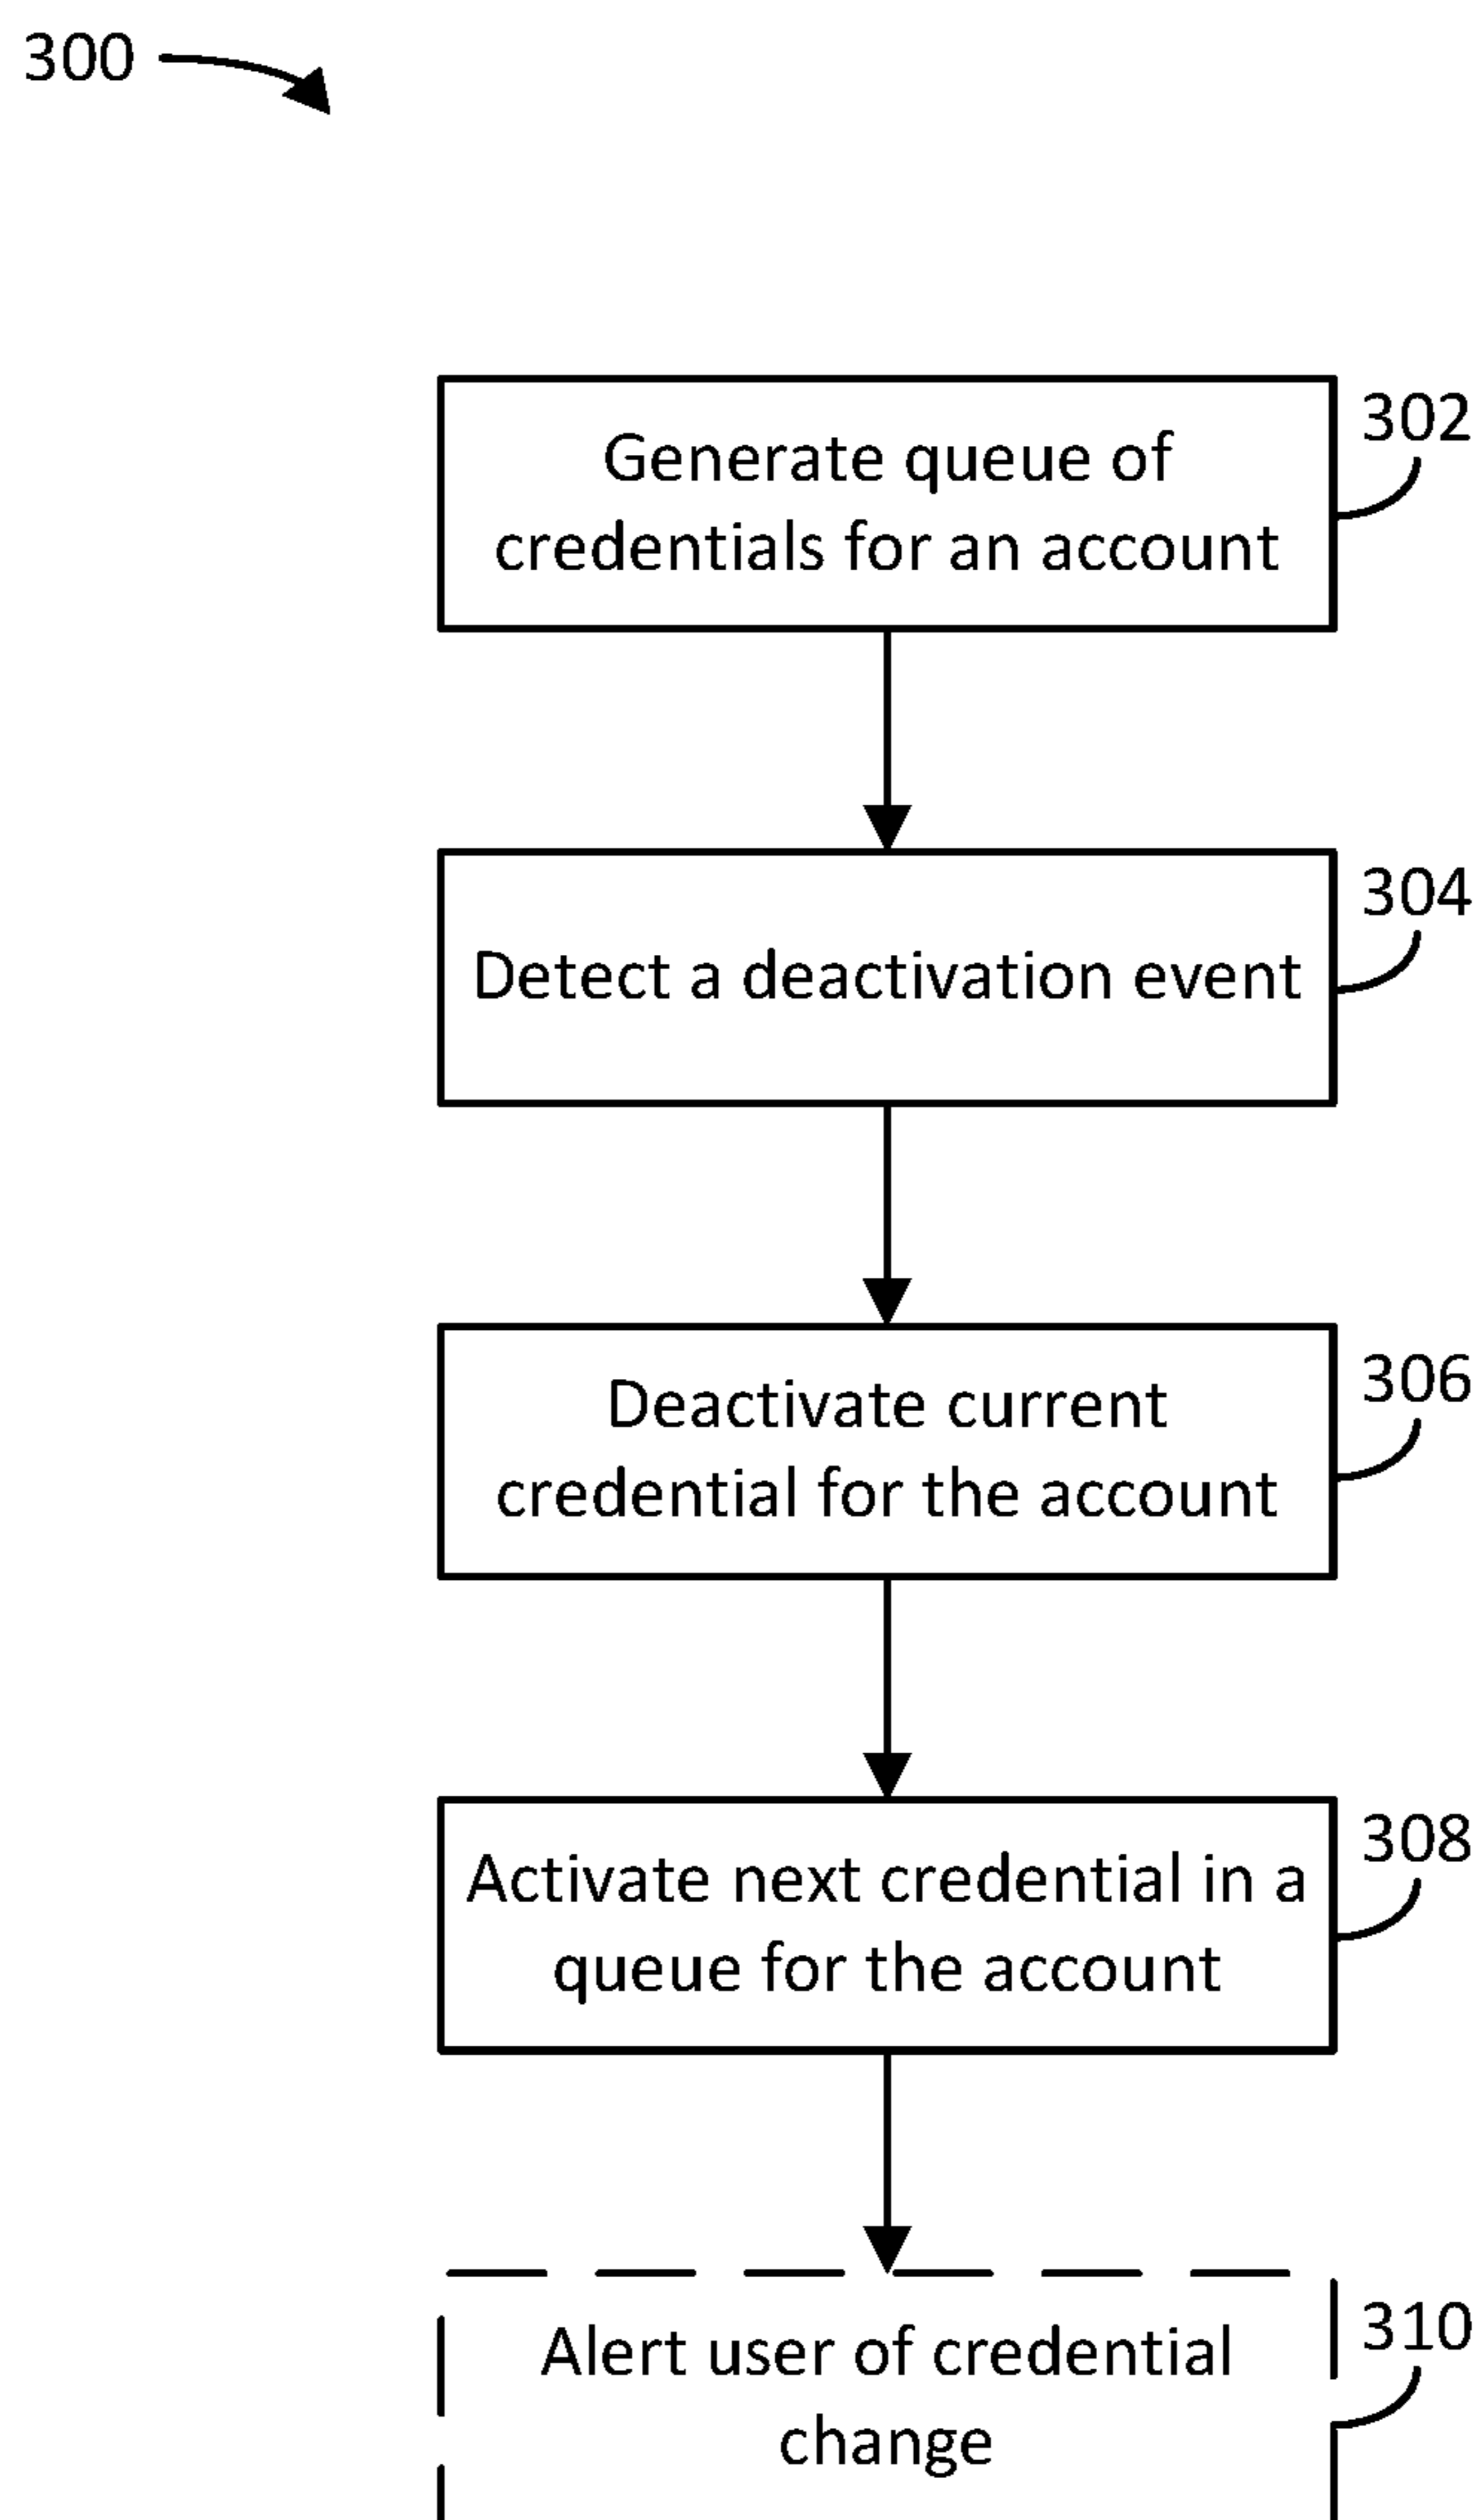 300
302
Generate queue of
credentials for an account
304
Detect a deactivation event
306
Deactivate current
credential for the account
308
Activate next credential in a
queue for the account
310
Alert user of credential
change